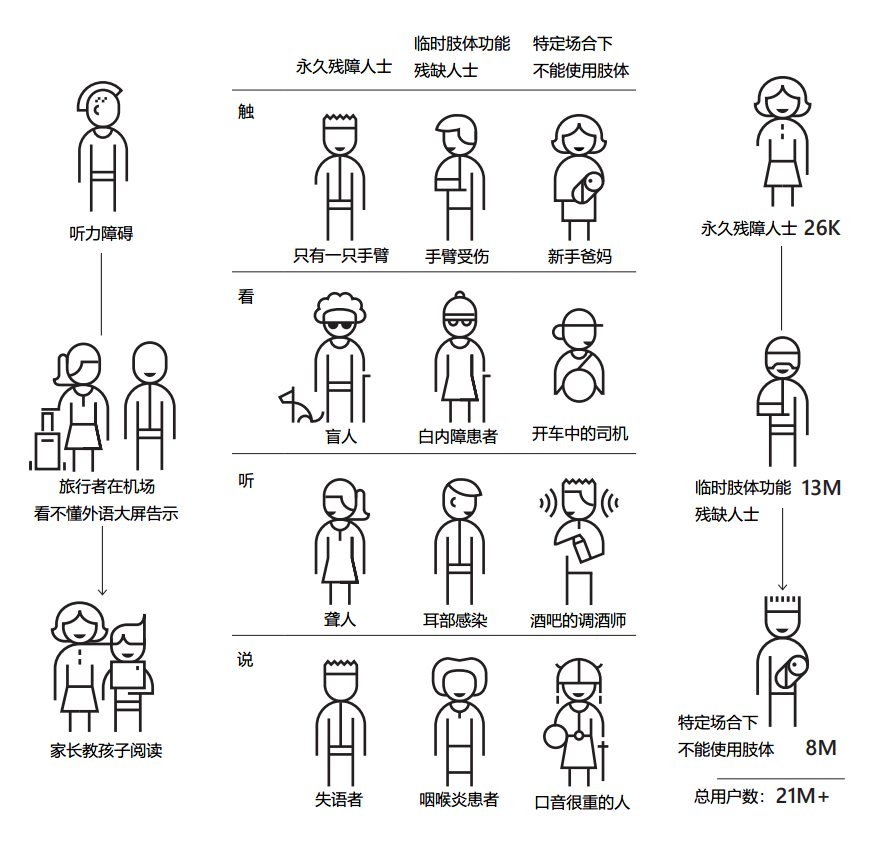 听力障碍
旅行者在机场
看不懂外语大屏告示
家长教孩子阅读
永久残障人士
临时肢体功能
残缺人士
特定场合下
不能使用肢体
触
只有一只手臂
手臂受伤
新手爸妈
看
盲人
白内障患者
开车中的司机
听
聋人
耳部感染
酒吧的调酒师
说
失语者
咽喉炎患者
口音很重的人
永久残障人士 26K
临时肢体功能 13M
残缺人士
特定场合下
不能使用肢体 8M
总用户数：21M+